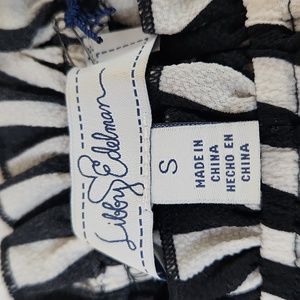 Libby Edelman
S
MADE IN
CHINA
HECHO EN
CHINA